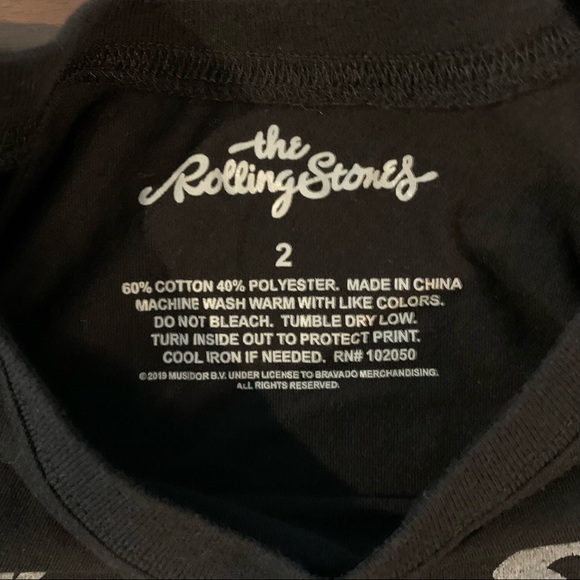 the
Rolling Stones
2
60% COTTON 40% POLYESTER. MADE IN CHINA
MACHINE WASH WARM WITH LIKE COLORS.
DO NOT BLEACH. TUMBLE DRY LOW.
TURN INSIDE OUT TO PROTECT PRINT.
COOL IRON IF NEEDED. RN# 102050
©2019 MUSIDOR B.V. UNDER LICENSE TO BRAVADO MERCHANDISING.
ALL RIGHTS RESERVED.